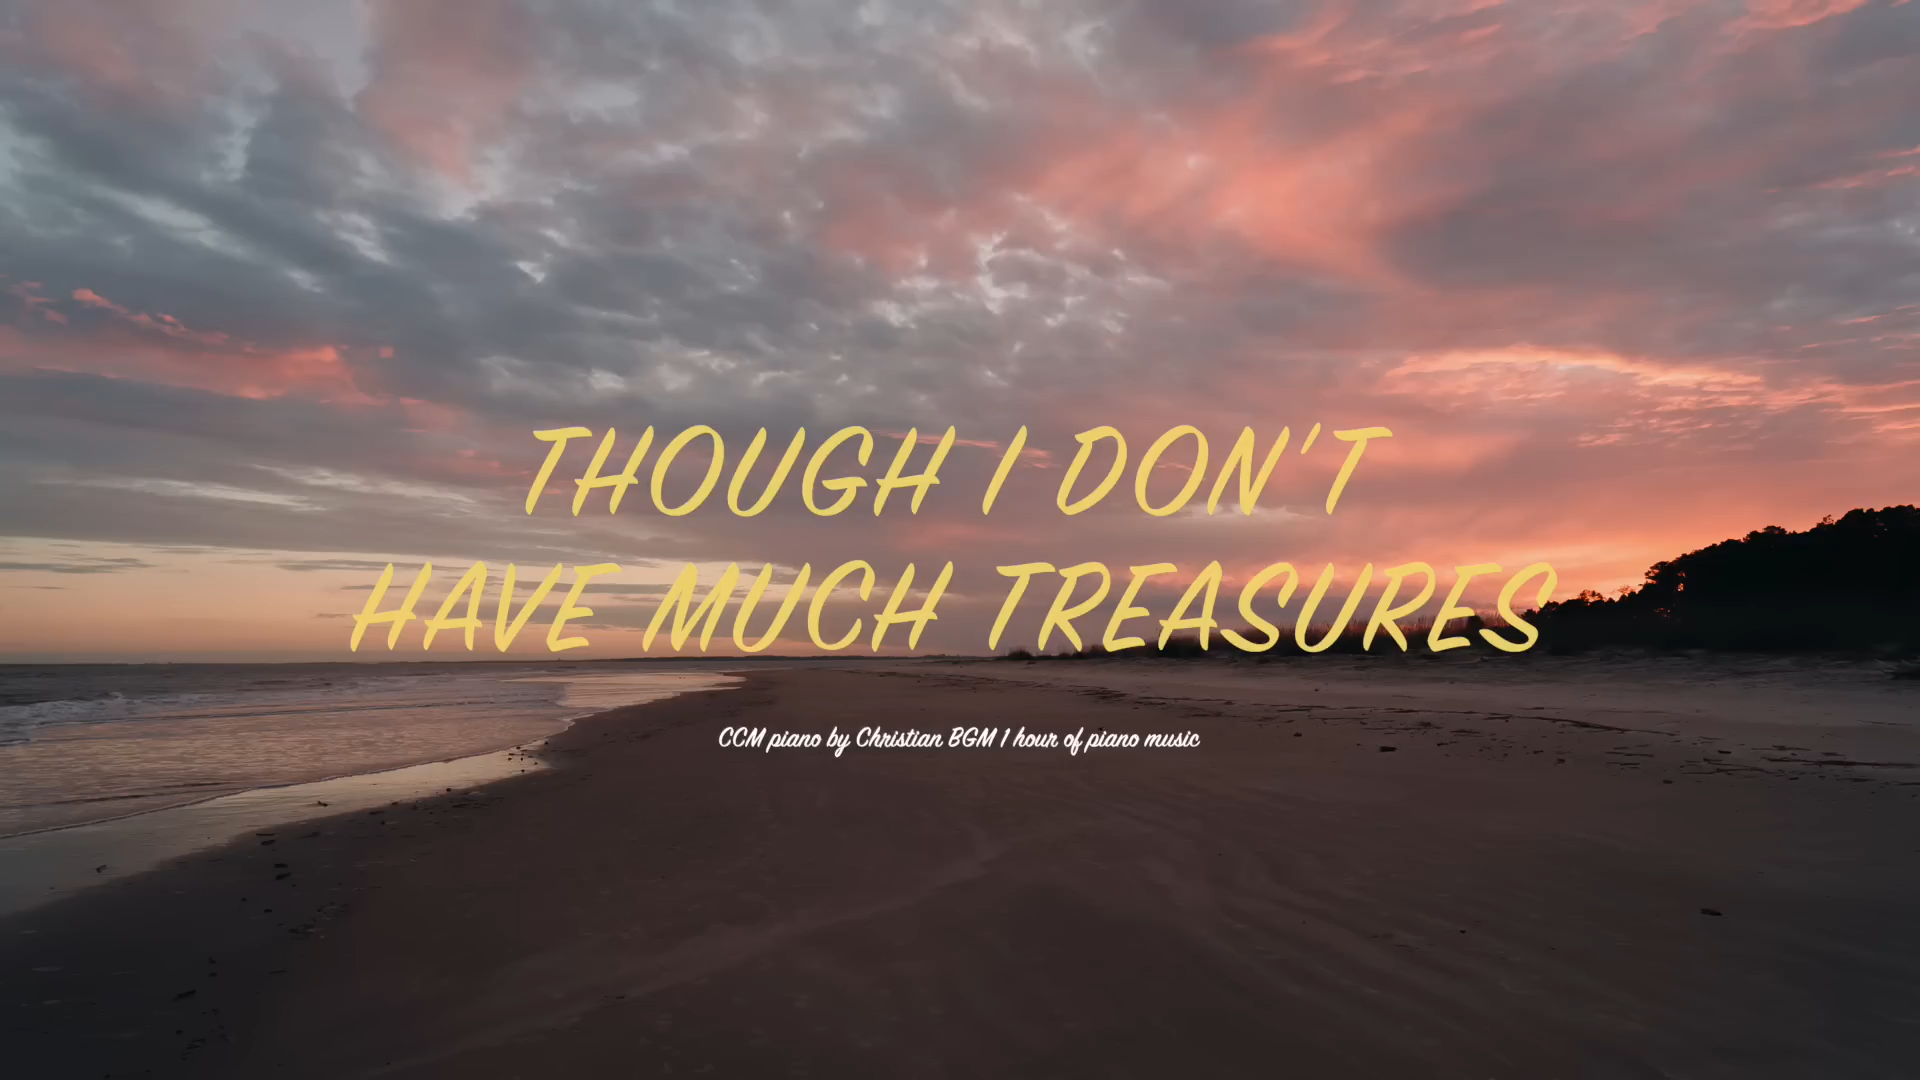 THOUGH I DON'T
HAVE MUCH TREASURES
CCM piano by Christian BGM 1 hour of piano music